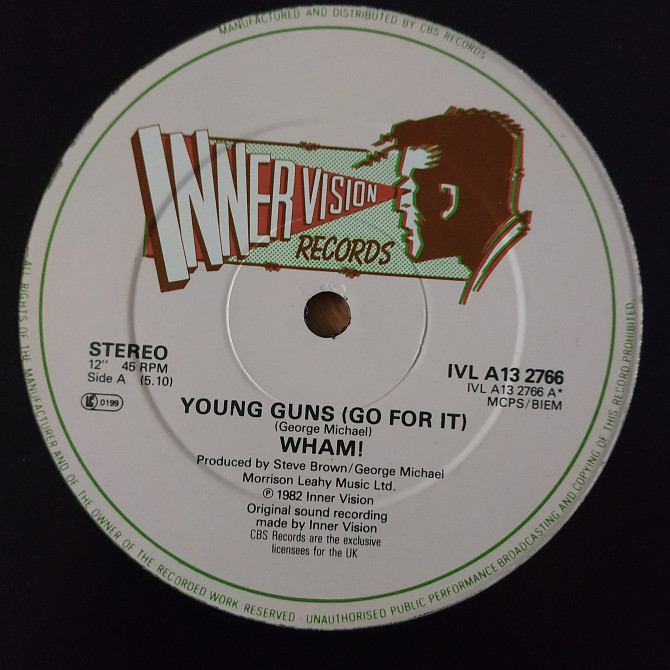 MANUFACTURED AND DISTRIBUTED BY CBS RECORDS
INNERVISION
RECORDS
STEREO
12" 45 RPM
Side A (5.10)
LC 0199
IVL A13 2766
IVL A13 2766 A*
MCPS/BIEM
YOUNG GUNS (GO FOR IT)
(George Michael)
WHAM!
Produced by Steve Brown/George Michael
Morrison Leahy Music Ltd.
℗ 1982 Inner Vision
Original sound recording
made by Inner Vision
CBS Records are the exclusive
licensees for the UK
ALL RIGHTS OF THE MANUFACTURER AND OF THE OWNER OF THE RECORDED WORK RESERVED · UNAUTHORISED PUBLIC PERFORMANCE BROADCASTING AND COPYING OF THIS RECORD PROHIBITED